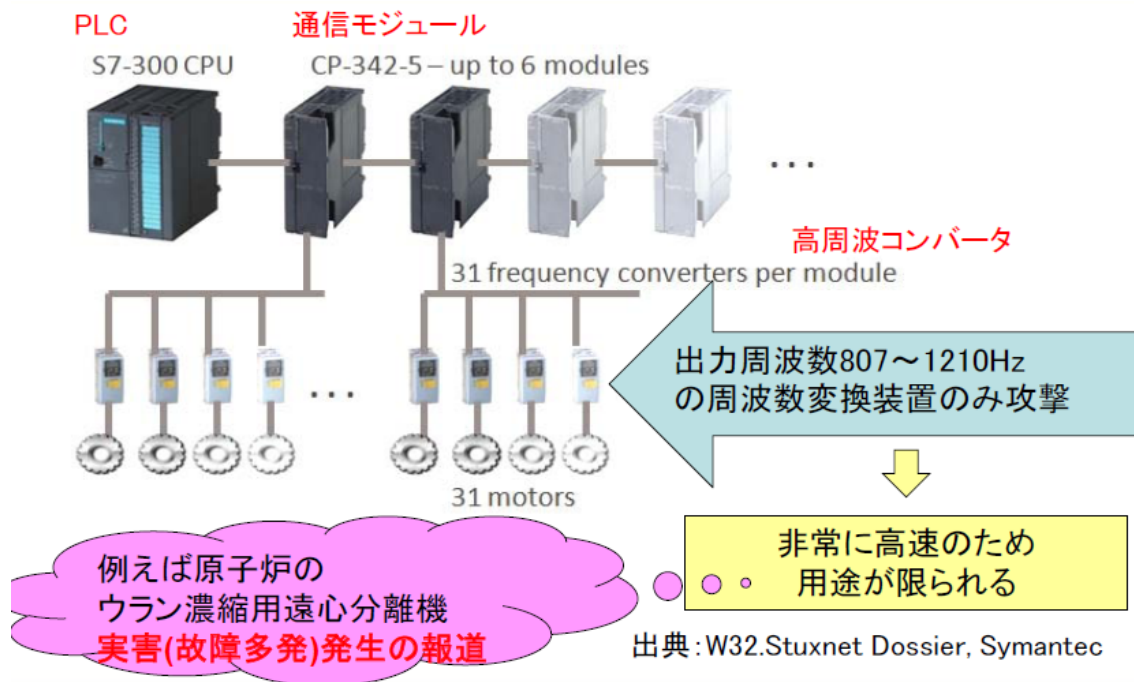 PLC
通信モジュール
S7-300 CPU
CP-342-5 – up to 6 modules
SIEMENS
...
高周波コンバータ
31 frequency converters per module
出力周波数807～1210Hz
の周波数変換装置のみ攻撃
...
31 motors
非常に高速のため
用途が限られる
例えば原子炉の
ウラン濃縮用遠心分離機
実害(故障多発)発生の報道
出典:W32.Stuxnet Dossier, Symantec